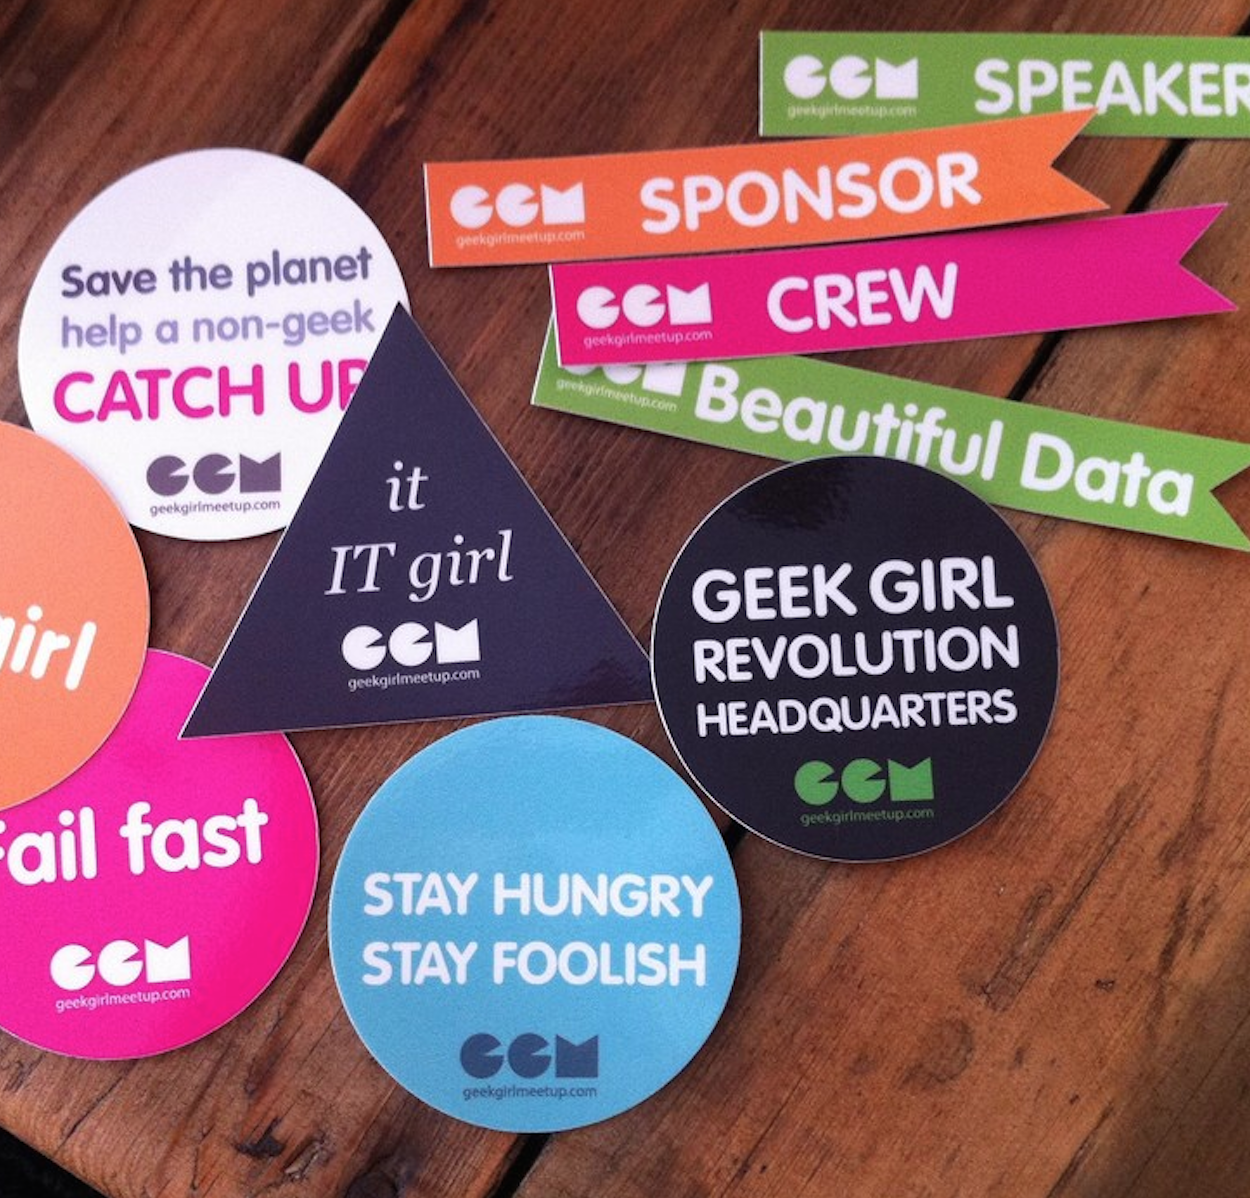 GGM
geekgirlmeetup.com
SPEAKER
GGM
geekgirlmeetup.com
SPONSOR
GGM
geekgirlmeetup.com
CREW
geekgirlmeetup.com
Beautiful Data
Save the planet
help a non-geek
CATCH UP
GGM
geekgirlmeetup.com
it
IT girl
GGM
geekgirlmeetup.com
GEEK GIRL
REVOLUTION
HEADQUARTERS
GGM
geekgirlmeetup.com
girl
Fail fast
GGM
geekgirlmeetup.com
STAY HUNGRY
STAY FOOLISH
GGM
geekgirlmeetup.com